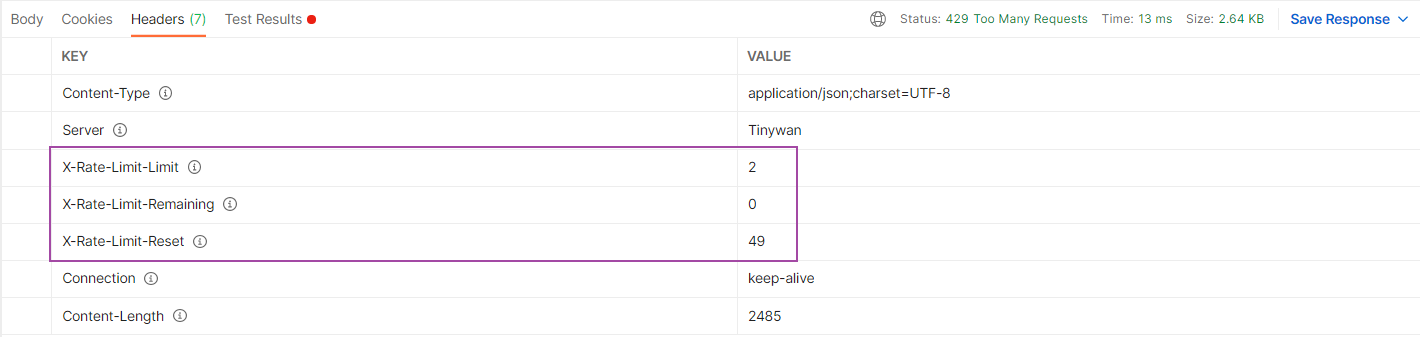 Body Cookies Headers (7) Test Results Status: 429 Too Many Requests Time: 13 ms Size: 2.64 KB Save Response
KEY VALUE
Content-Type application/json;charset=UTF-8
Server Tinywan
X-Rate-Limit-Limit 2
X-Rate-Limit-Remaining 0
X-Rate-Limit-Reset 49
Connection keep-alive
Content-Length 2485